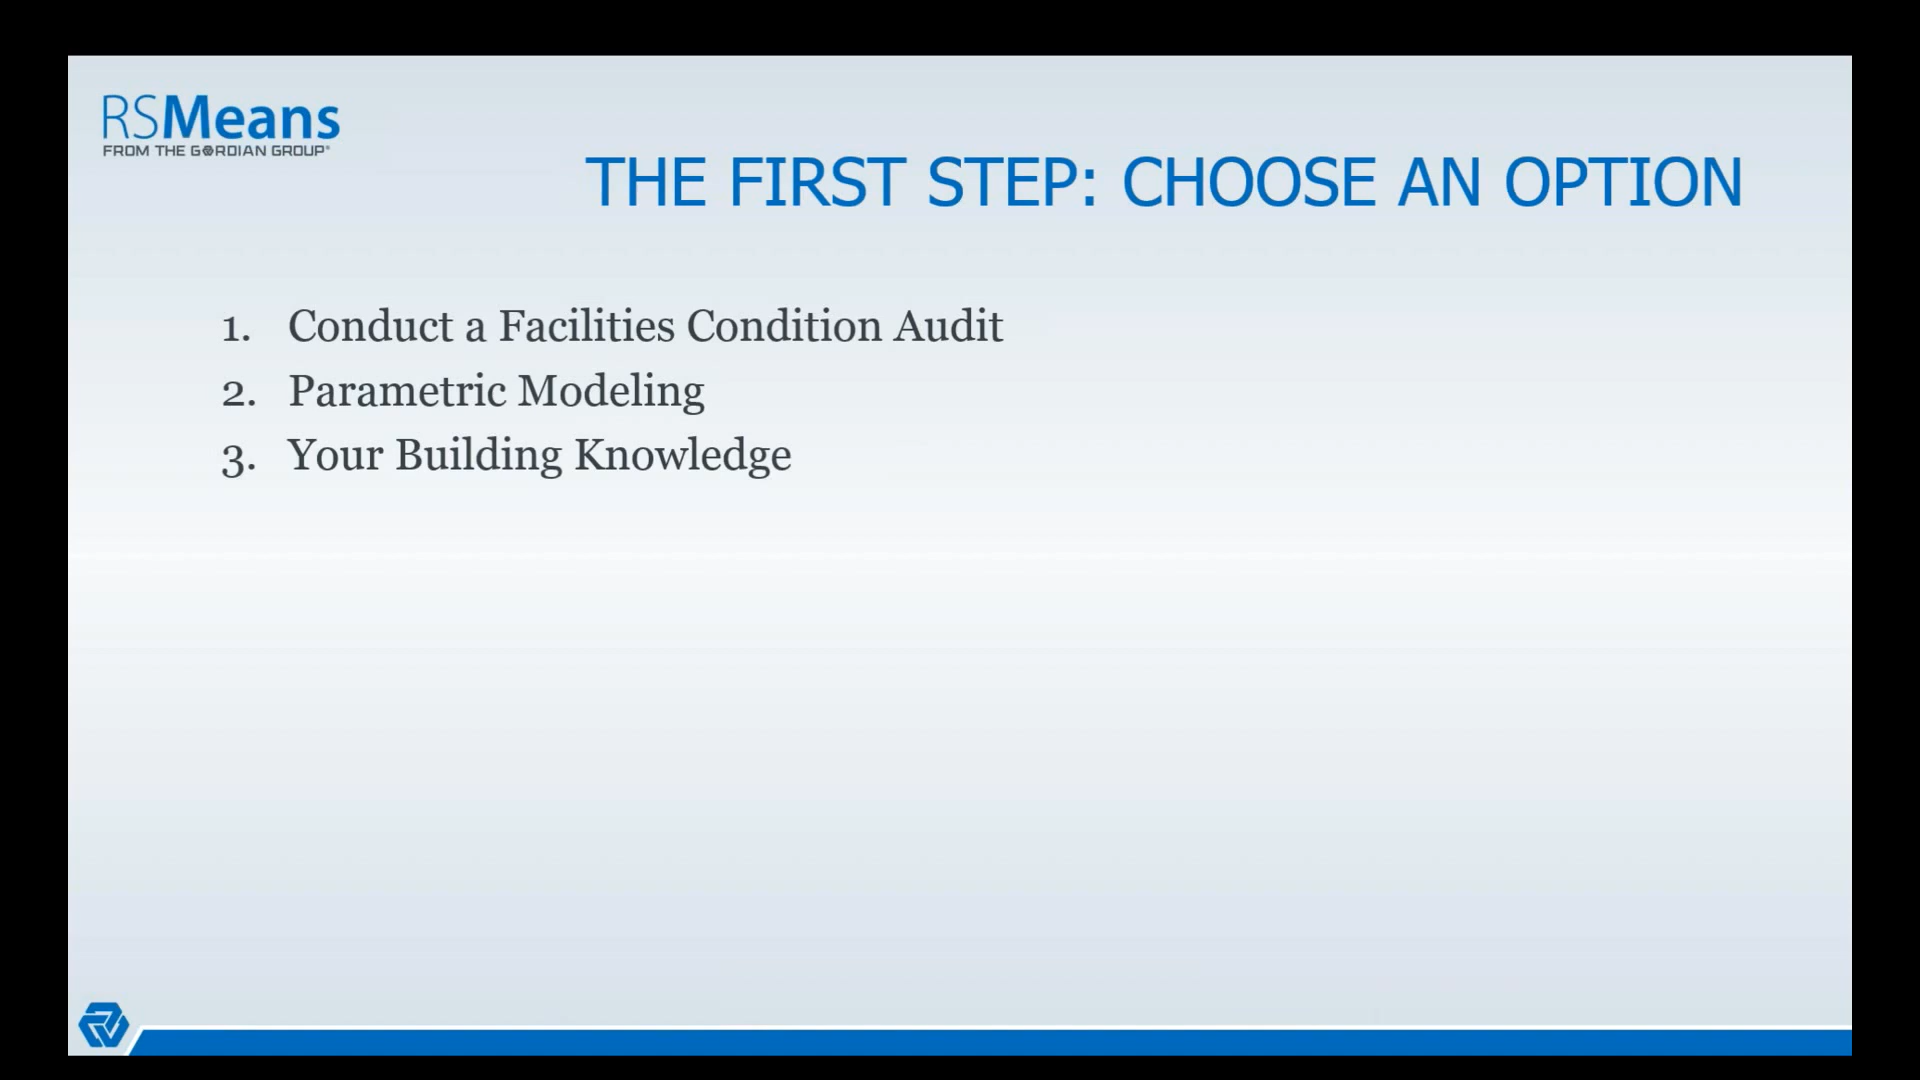 RSMeans
FROM THE GORDIAN GROUP®
THE FIRST STEP: CHOOSE AN OPTION
1. Conduct a Facilities Condition Audit
2. Parametric Modeling
3. Your Building Knowledge